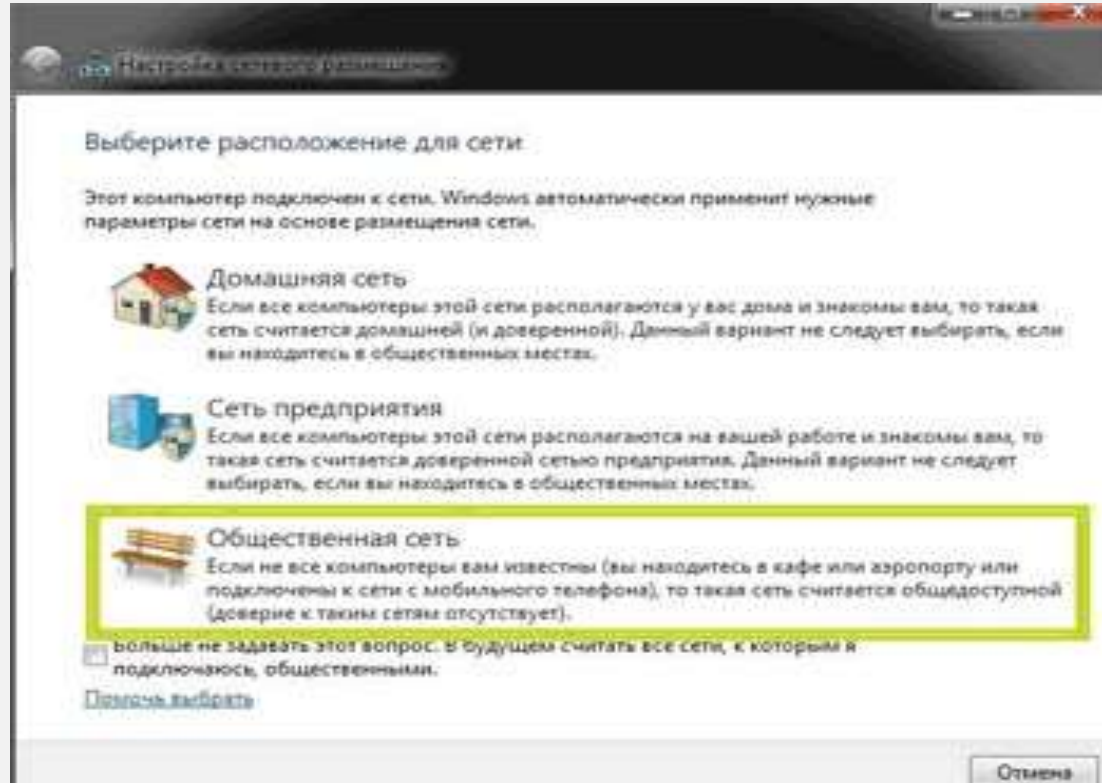 Настройка сетевого размещения
Выберите расположение для сети
Этот компьютер подключен к сети. Windows автоматически применит нужные
параметры сети на основе размещения сети.
Домашняя сеть
Если все компьютеры этой сети располагаются у вас дома и знакомы вам, то такая
сеть считается домашней (и доверенной). Данный вариант не следует выбирать, если
вы находитесь в общественных местах.
Сеть предприятия
Если все компьютеры этой сети располагаются на вашей работе и знакомы вам, то
такая сеть считается доверенной сетью предприятия. Данный вариант не следует
выбирать, если вы находитесь в общественных местах.
Общественная сеть
Если не все компьютеры вам известны (вы находитесь в кафе или аэропорту или
подключены к сети с мобильного телефона), то такая сеть считается общедоступной
(доверие к таким сетям отсутствует).
Больше не задавать этот вопрос. В будущем считать все сети, к которым я
подключаюсь, общественными.
Помочь выбрать
Отмена